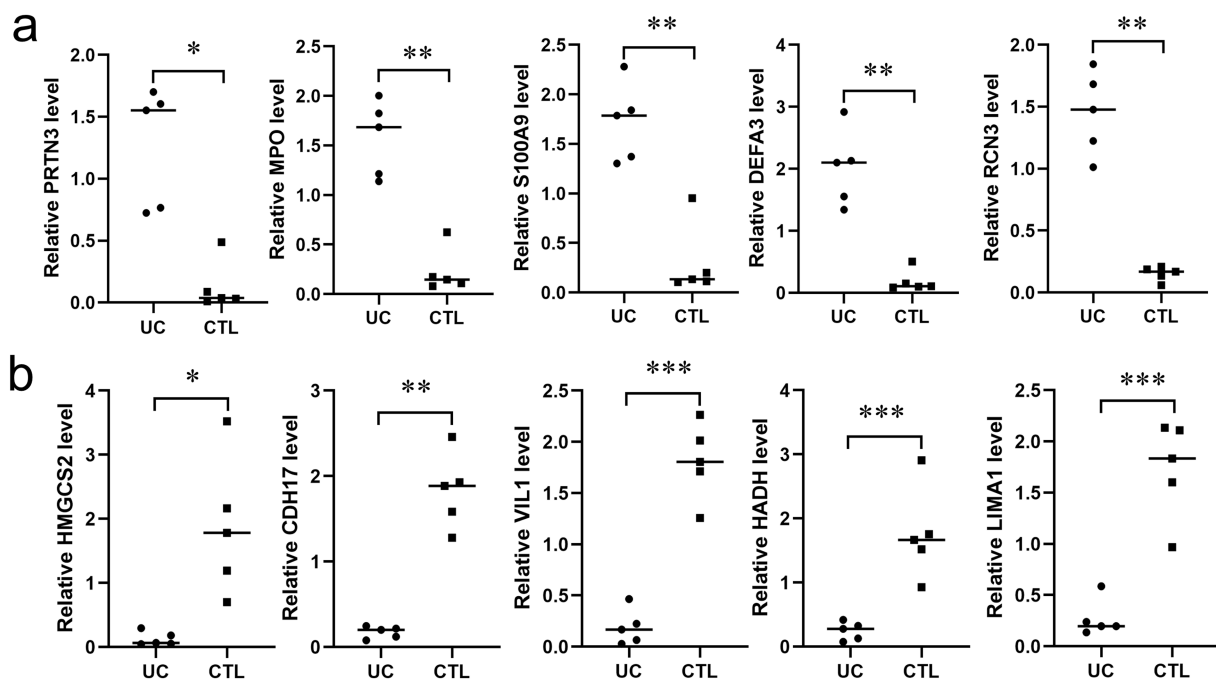 a
* ** ** ** **
Relative PRTN3 level
2.0
1.5
1.0
0.5
0.0
UC CTL
Relative MPO level
2.5
2.0
1.5
1.0
0.5
0.0
UC CTL
Relative S100A9 level
2.5
2.0
1.5
1.0
0.5
0.0
UC CTL
Relative DEFA3 level
4
3
2
1
0
UC CTL
Relative RCN3 level
2.0
1.5
1.0
0.5
0.0
UC CTL
b
* ** *** *** ***
Relative HMGCS2 level
4
3
2
1
0
UC CTL
Relative CDH17 level
3
2
1
0
UC CTL
Relative VIL1 level
2.5
2.0
1.5
1.0
0.5
0.0
UC CTL
Relative HADH level
4
3
2
1
0
UC CTL
Relative LIMA1 level
2.5
2.0
1.5
1.0
0.5
0.0
UC CTL